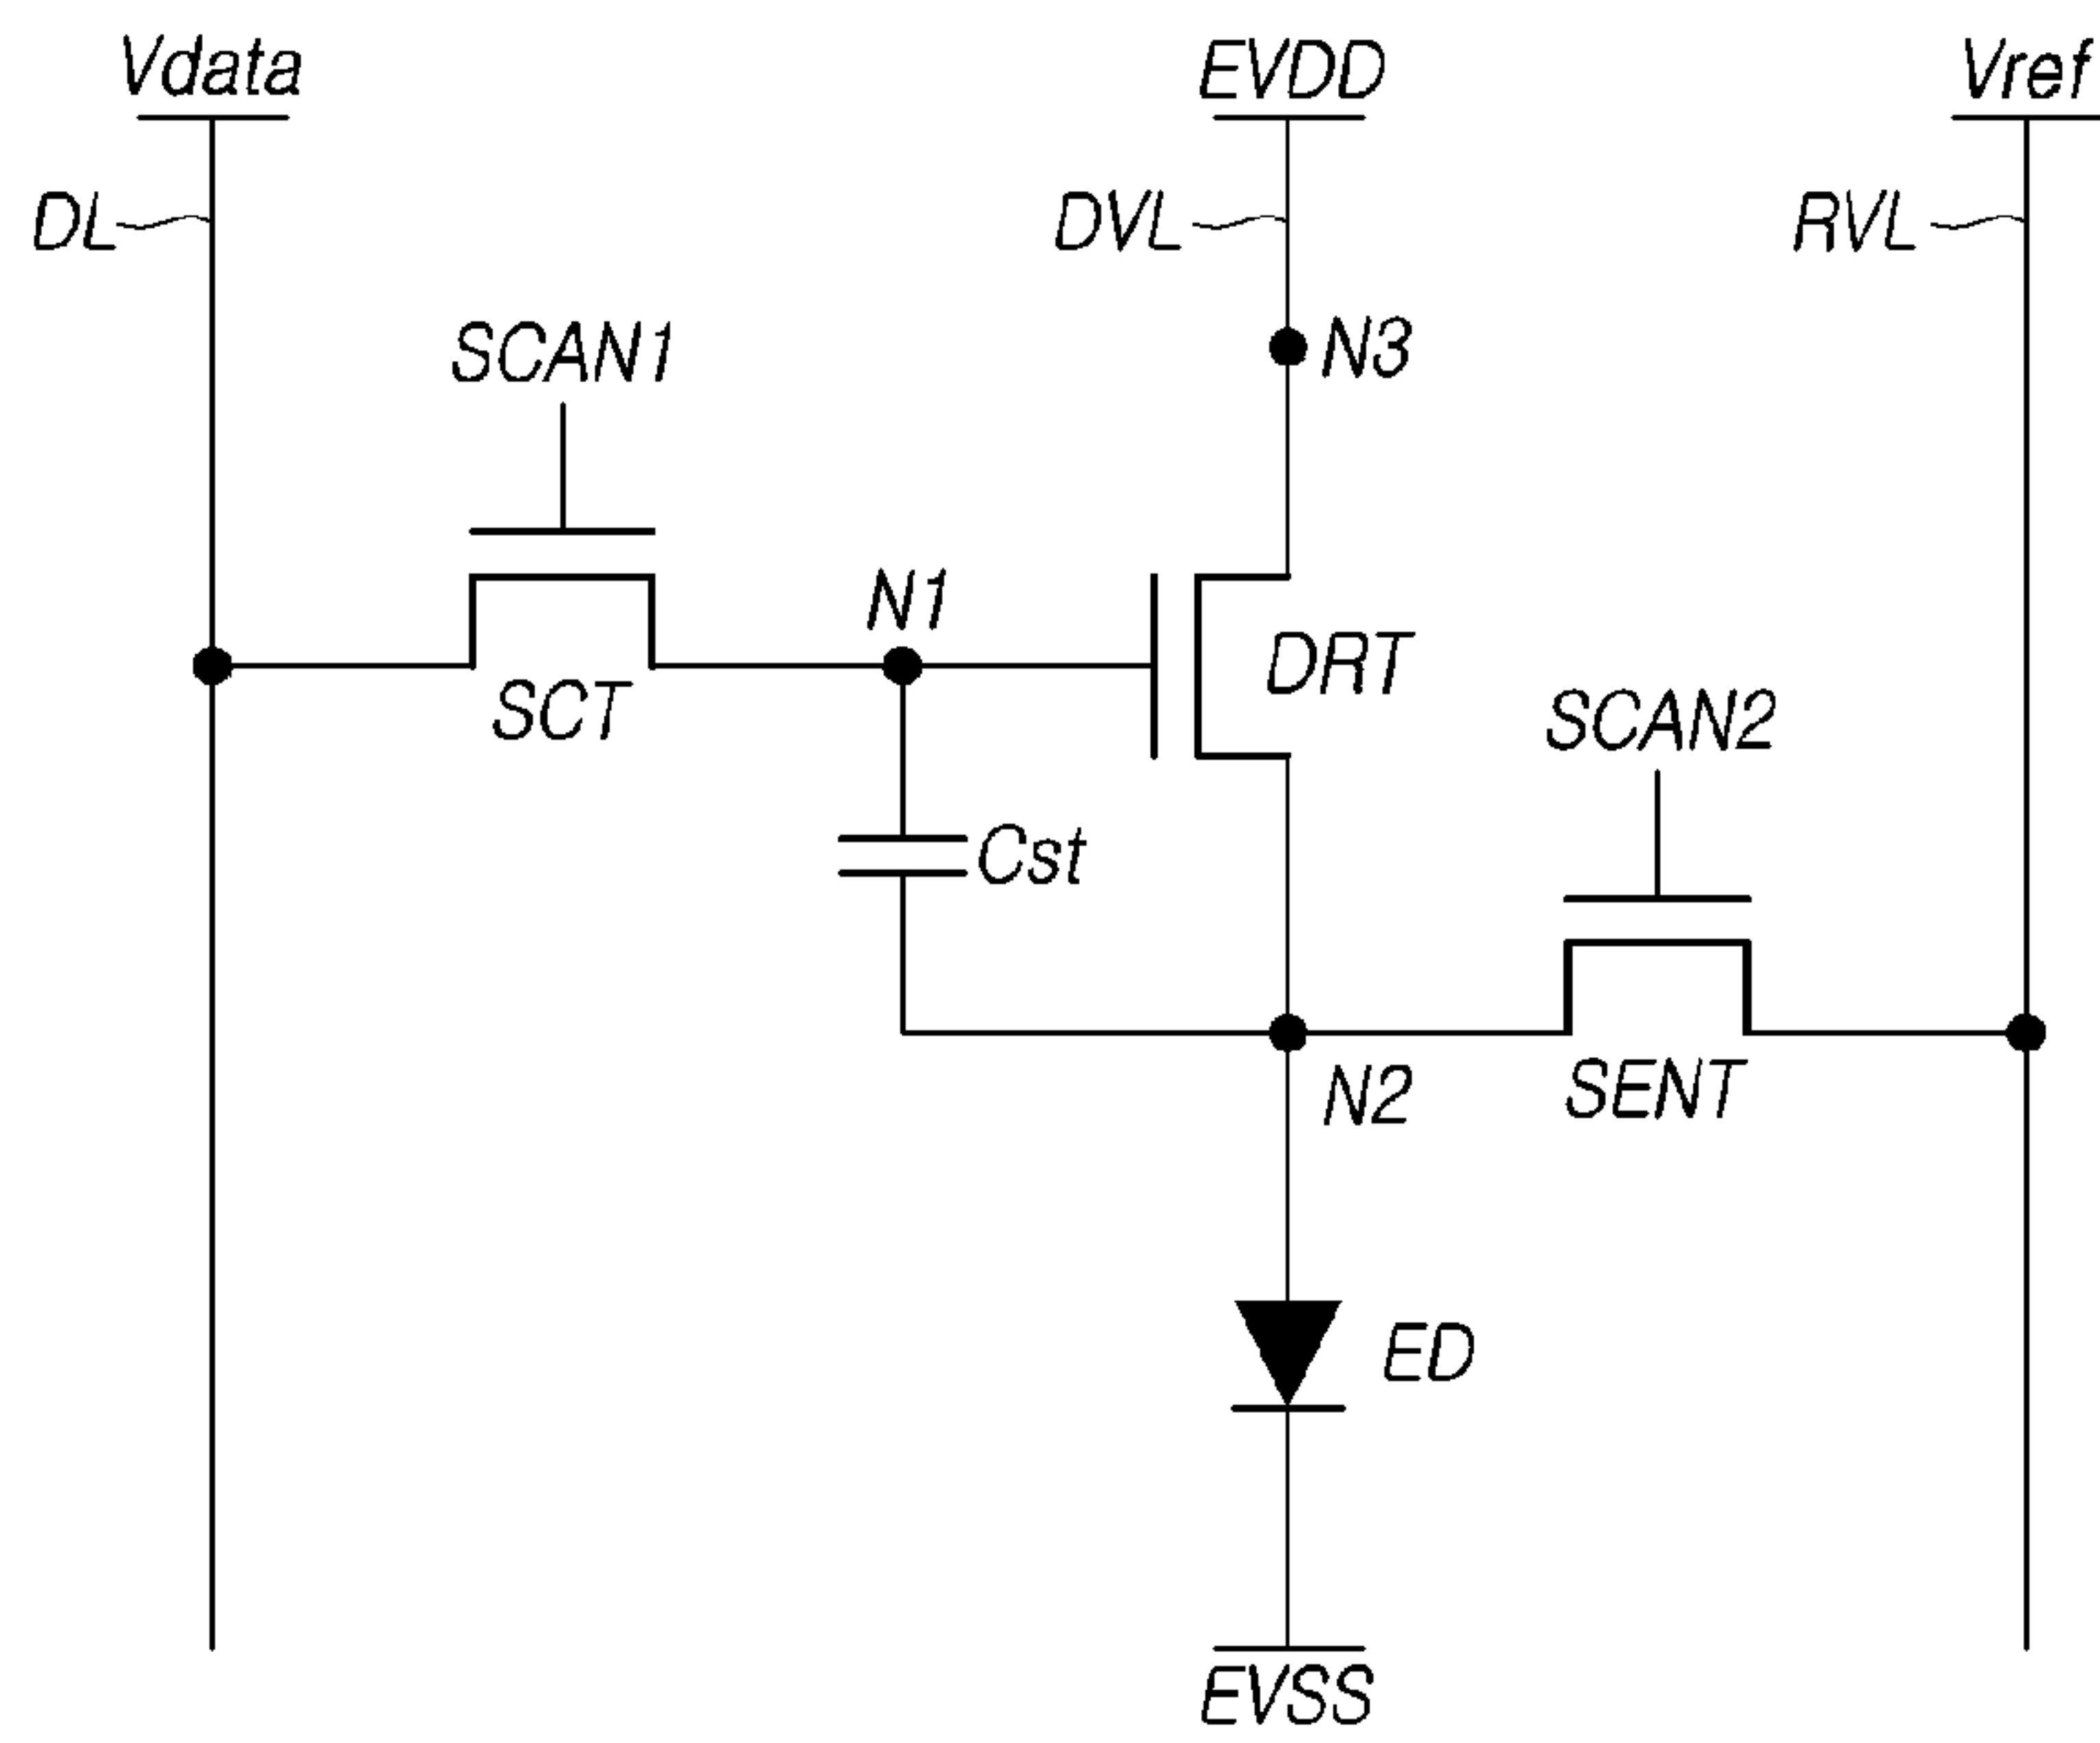 Vdata
EVDD
Vref
DL
DVL
RVL
N3
SCAN1
N1
DRT
SCT
SCAN2
Cst
N2
SENT
ED
EVSS